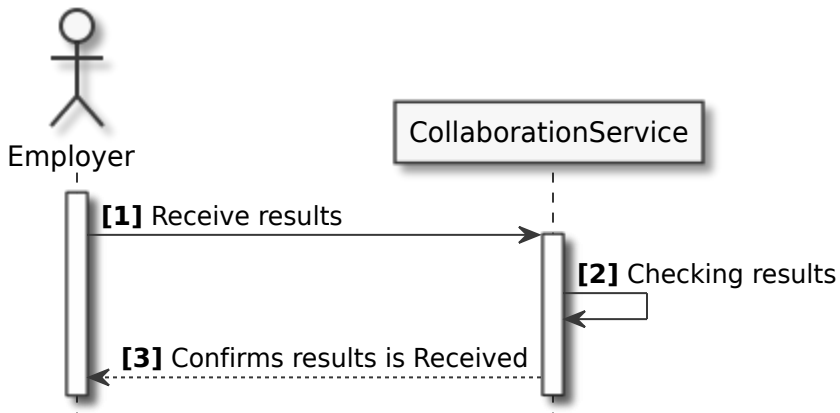 Employer
CollaborationService
[1] Receive results
[2] Checking results
[3] Confirms results is Received